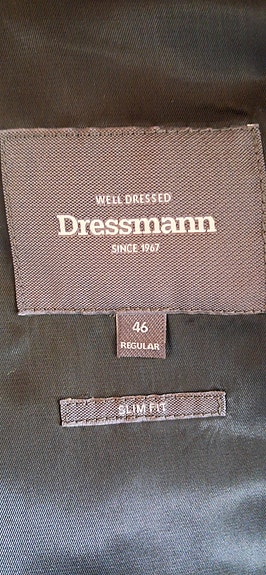 WELL DRESSED
Dressmann
SINCE 1967
46
REGULAR
SLIM FIT